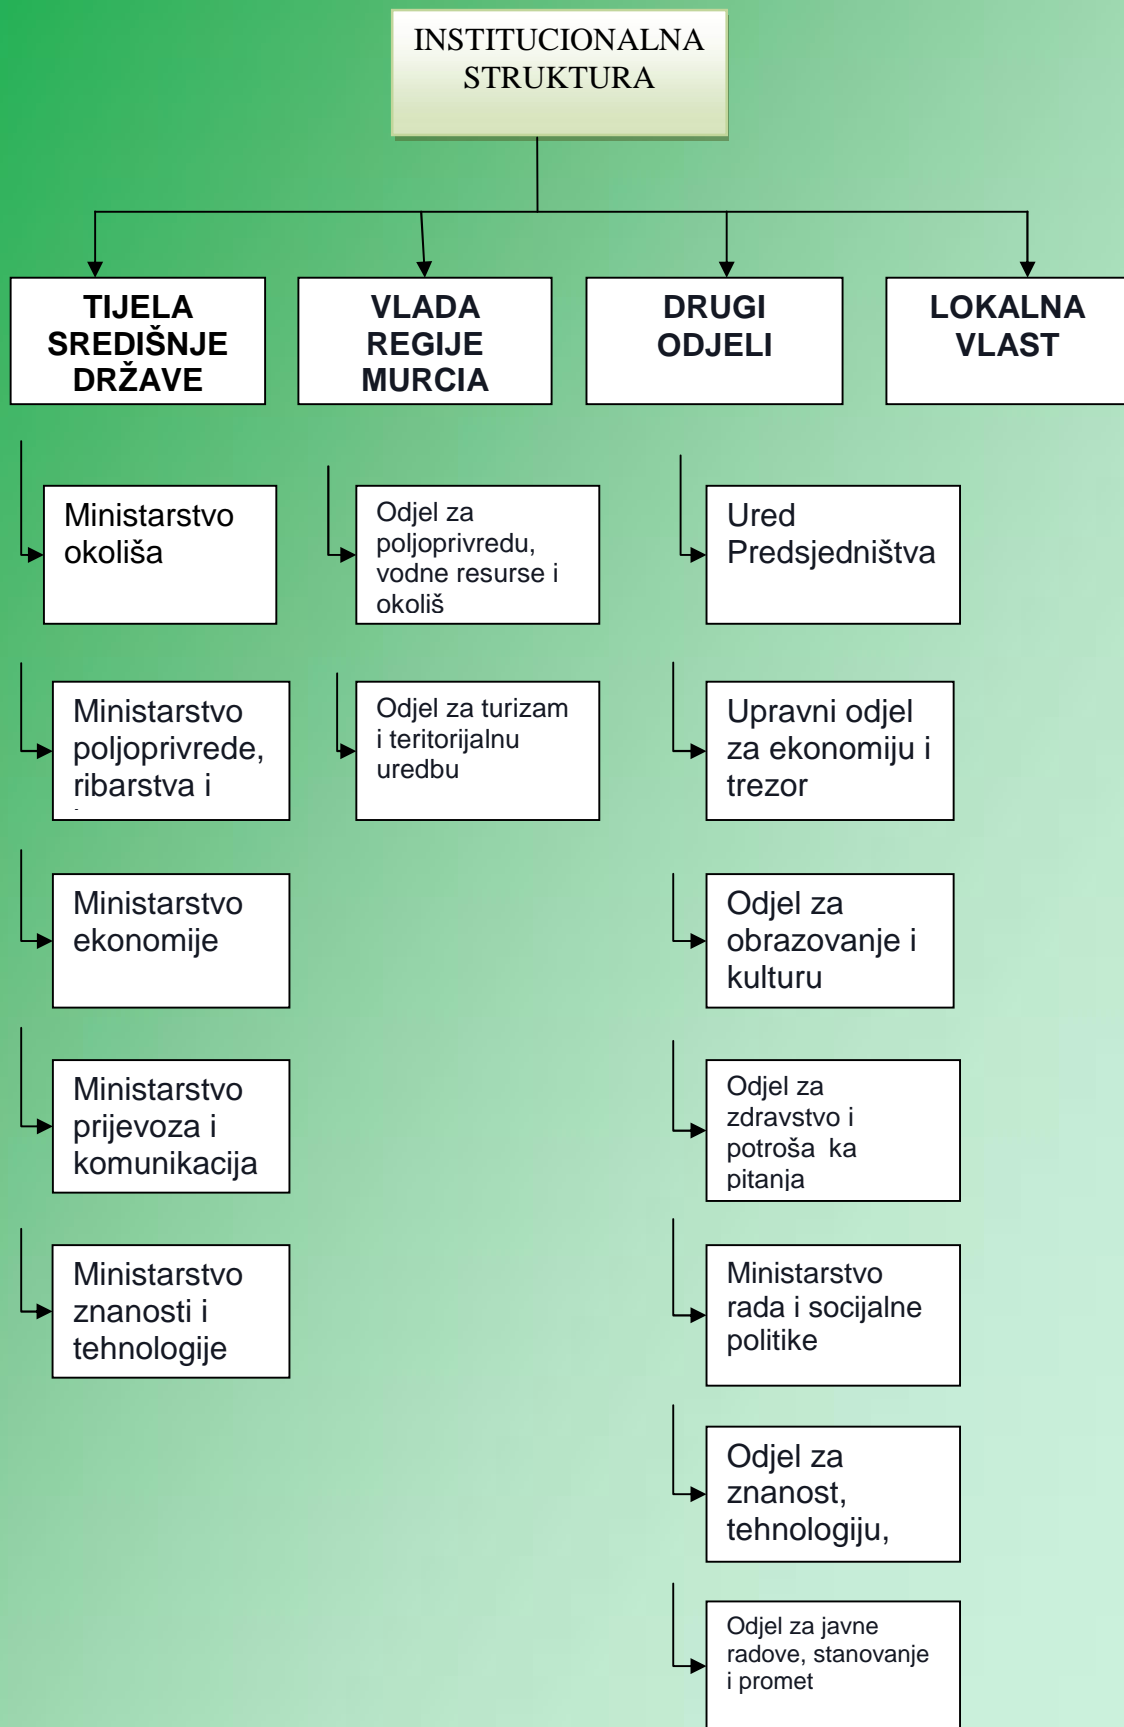 INSTITUCIONALNA
STRUKTURA
TIJELA
SREDIŠNJE
DRŽAVE
VLADA
REGIJE
MURCIA
DRUGI
ODJELI
LOKALNA
VLAST
Ministarstvo
okoliša
Ministarstvo
poljoprivrede,
ribarstva i
Ministarstvo
ekonomije
Ministarstvo
prijevoza i
komunikacija
Ministarstvo
znanosti i
tehnologije
Odjel za
poljoprivredu,
vodne resurse i
okoliš
Odjel za turizam
i teritorijalnu
uredbu
Ured
Predsjedništva
Upravni odjel
za ekonomiju i
trezor
Odjel za
obrazovanje i
kulturu
Odjel za
zdravstvo i
potroša ka
pitanja
Ministarstvo
rada i socijalne
politike
Odjel za
znanost,
tehnologiju,
Odjel za javne
radove, stanovanje
i promet